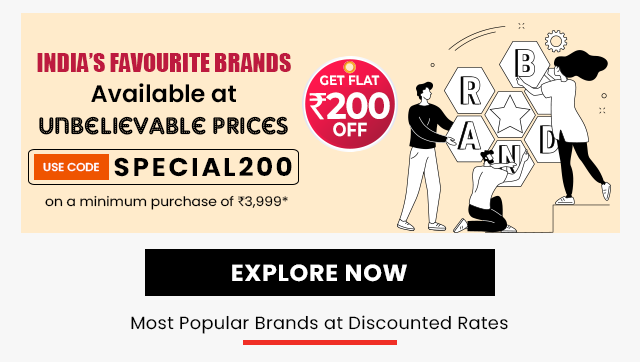 INDIA'S FAVOURITE BRANDS
Available at
UNBELIEVABLE PRICES
USE CODE SPECIAL200
on a minimum purchase of ₹3,999*
GET FLAT
₹200
OFF
B
R
A
N
D
EXPLORE NOW
Most Popular Brands at Discounted Rates